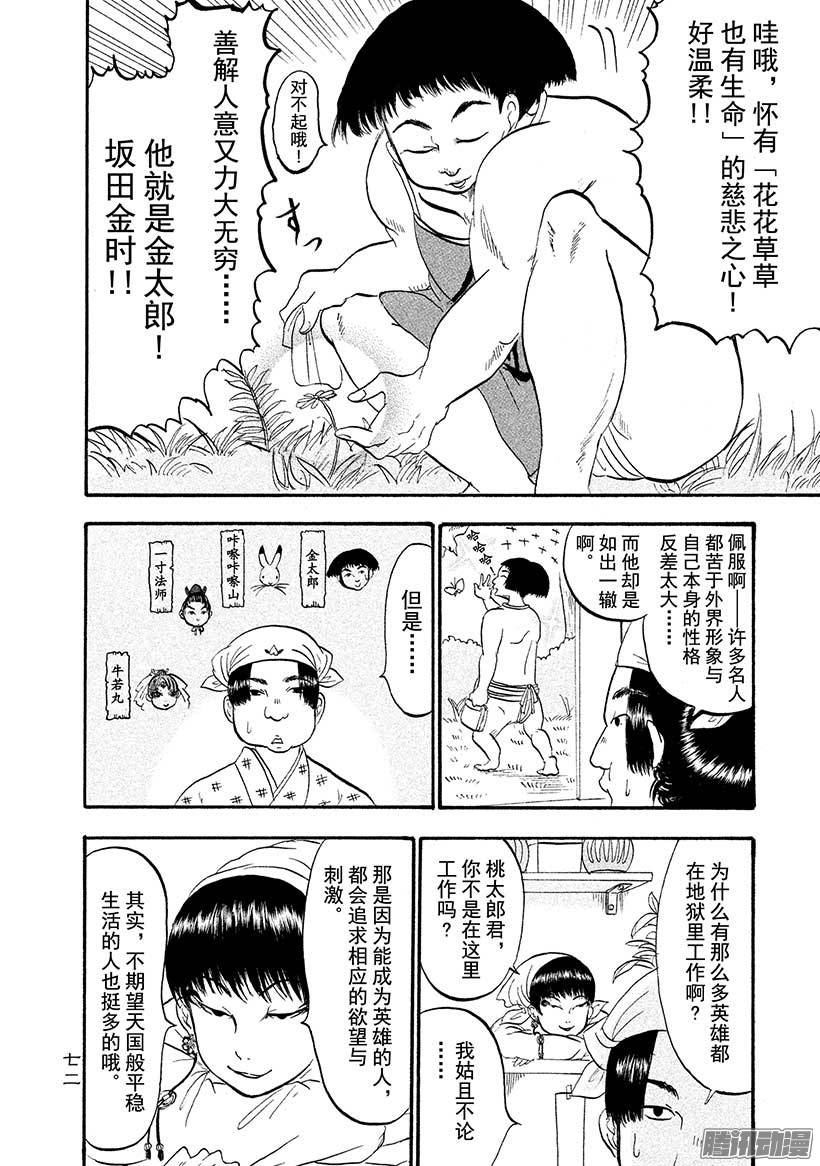 哇哦，怀有「花花草草
也有生命」的慈悲之心！
好温柔!!
对不起哦！
すっ
善解人意又力大无穷……
他就是金太郎！
坂田金时!!
佩服啊——许多名人
都苦于外界形象与
自己本身的性格
反差太大……
而他却是
如出一辙
啊。
哈
哈
哈
但是……
金太郎
咔嚓咔嚓山
一寸法师
牛若丸
为什么有那么多英雄都
在地狱里工作啊？
桃太郎君，
你不是在这里
工作吗？
我姑且不论
……
那是因为能成为英雄的人，
都会追求相应的欲望与
刺激。
其实，不期望天国般平稳
生活的人也挺多的哦。
七二
腾讯动漫